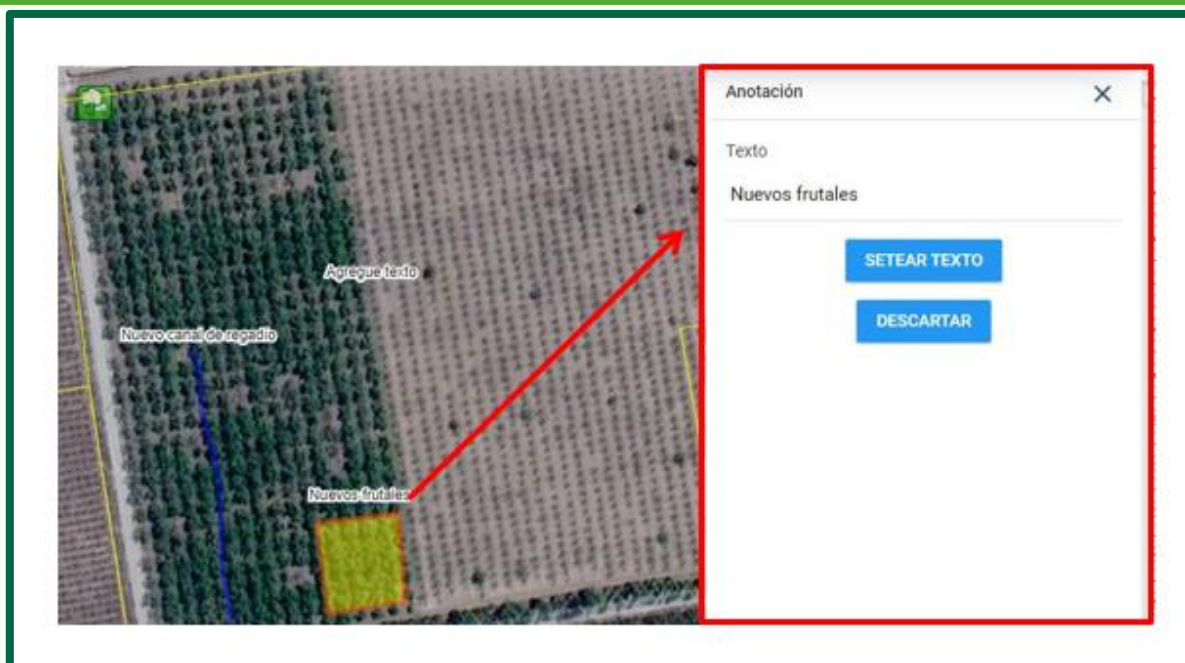 Anotación
Texto
Nuevos frutales
SETEAR TEXTO
DESCARTAR
Agregue texto
Nuevo canal de regadío
Nuevos frutales